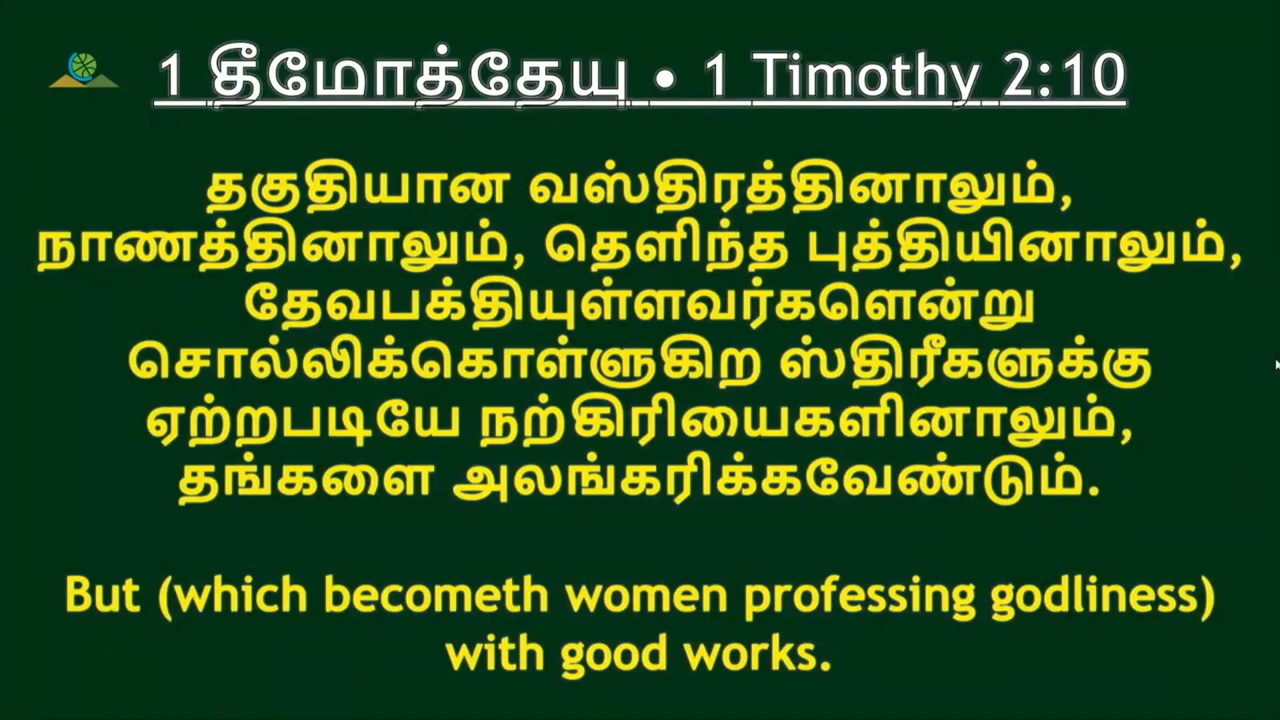 1 தீமோத்தேயு • 1 Timothy 2:10
தகுதியான வஸ்திரத்தினாலும்,
நாணத்தினாலும், தெளிந்த புத்தியினாலும்,
தேவபக்தியுள்ளவர்களென்று
சொல்லிக்கொள்ளுகிற ஸ்திரீகளுக்கு
ஏற்றபடியே நற்கிரியைகளினாலும்,
தங்களை அலங்கரிக்கவேண்டும்.
But (which becometh women professing godliness)
with good works.